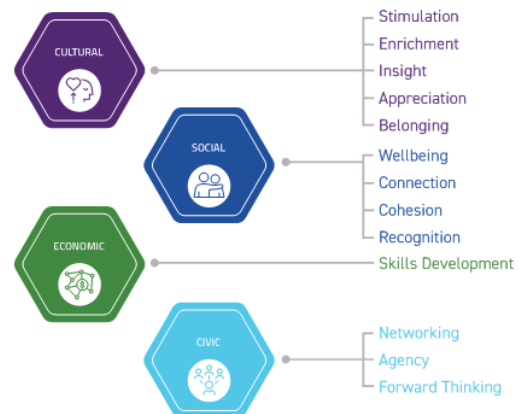 CULTURAL
Stimulation
Enrichment
Insight
Appreciation
Belonging
SOCIAL
Wellbeing
Connection
Cohesion
Recognition
ECONOMIC
Skills Development
CIVIC
Networking
Agency
Forward Thinking